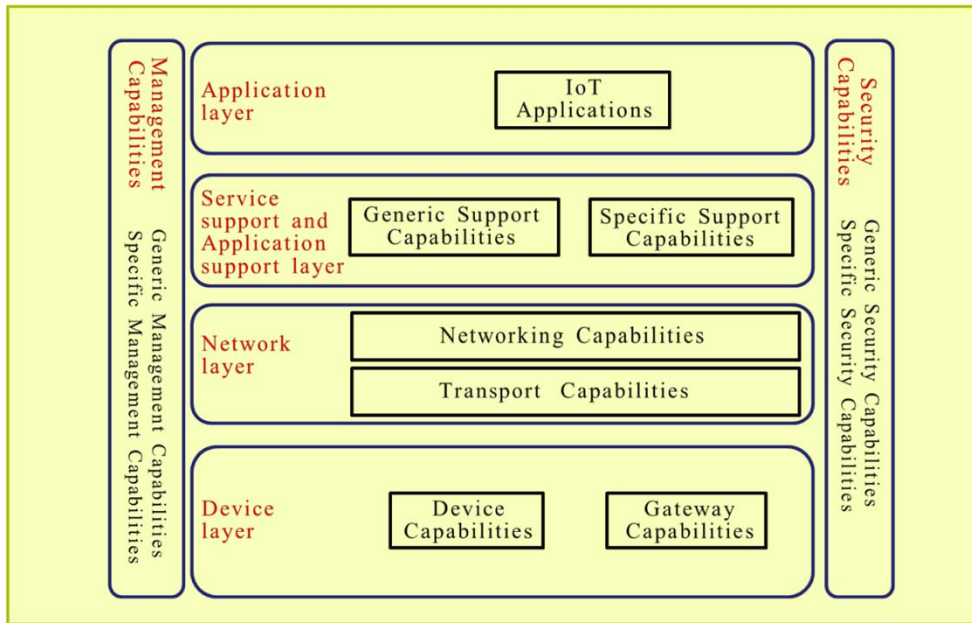 Management
Capabilities
Generic Management Capabilities
Specific Management Capabilities
Application
layer
IoT
Applications
Service
support and
Application
support layer
Generic Support
Capabilities
Specific Support
Capabilities
Network
layer
Networking Capabilities
Transport Capabilities
Device
layer
Device
Capabilities
Gateway
Capabilities
Security
Capabilities
Generic Security Capabilities
Specific Security Capabilities